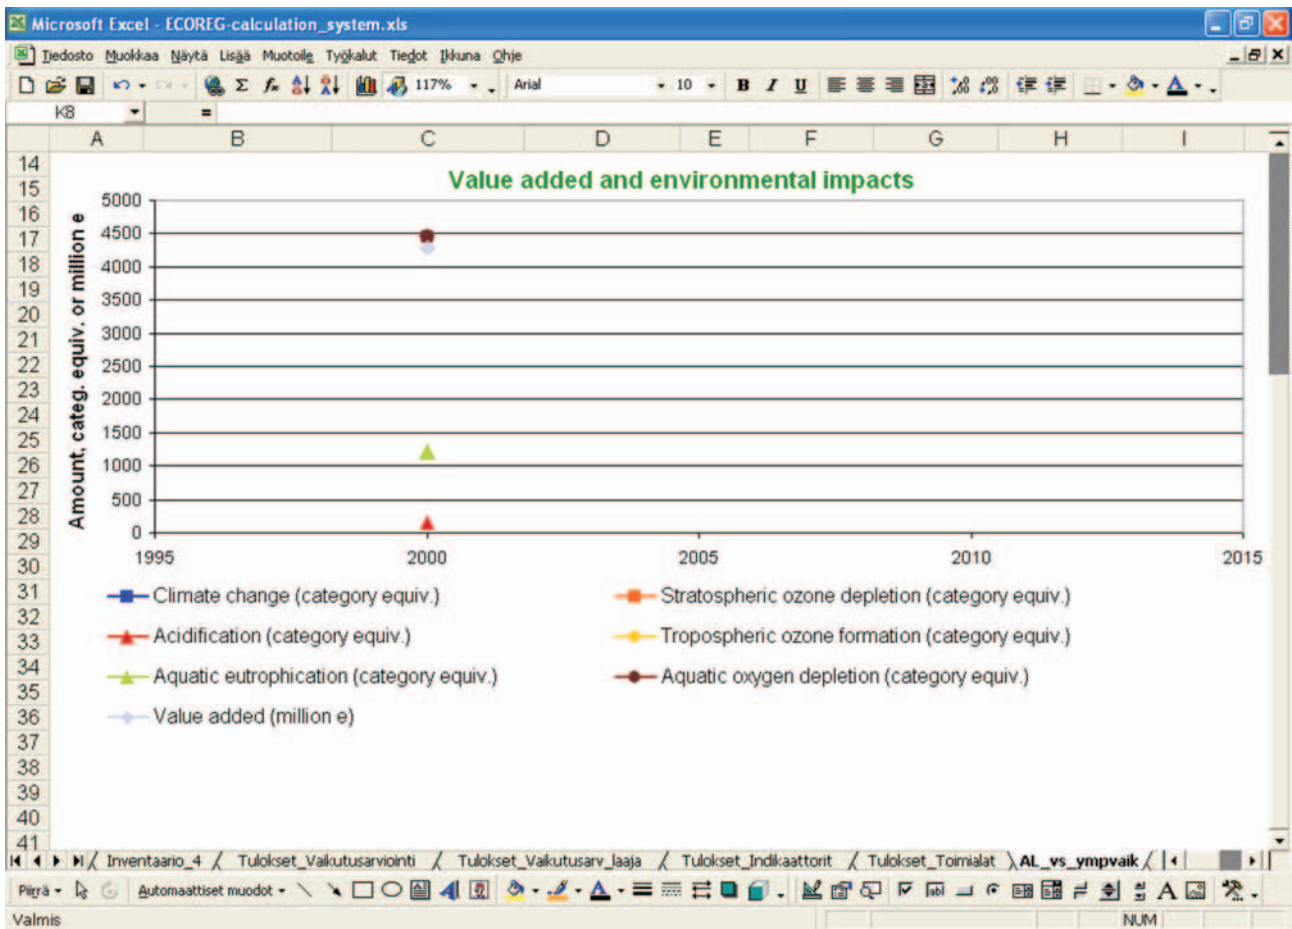 Microsoft Excel - ECOREG-calculation_system.xls
Tiedosto Muokkaa Näytä Lisää Muotoile Työkalut Tiedot Ikkuna Ohje
117% Arial 10 B I U
K8 =
A B C D E F G H I
14
15
16
17
18
19
20
21
22
23
24
25
26
27
28
29
30
31
32
33
34
35
36
37
38
39
40
41
Value added and environmental impacts
Amount, categ. equiv. or million e
5000
4500
4000
3500
3000
2500
2000
1500
1000
500
0
1995 2000 2005 2010 2015
Climate change (category equiv.) Stratospheric ozone depletion (category equiv.)
Acidification (category equiv.) Tropospheric ozone formation (category equiv.)
Aquatic eutrophication (category equiv.) Aquatic oxygen depletion (category equiv.)
Value added (million e)
Inventaario_4 / Tulokset_Vaikutusarviointi / Tulokset_Vaikutusarv_laaja / Tulokset_Indikaattorit / Tulokset_Toimialat \ AL_vs_ympvaik /
Piirrä Automaattiset muodot
Valmis NUM